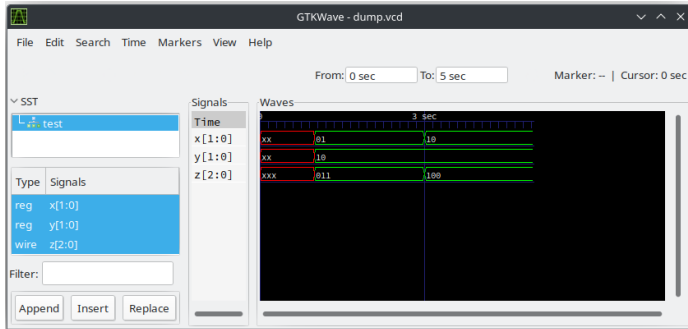 GTKWave - dump.vcd
File Edit Search Time Markers View Help
From: 0 sec To: 5 sec Marker: -- | Cursor: 0 sec
SST
test
Type Signals
reg x[1:0]
reg y[1:0]
wire z[2:0]
Filter:
Append Insert Replace
Signals
Time
x[1:0]
y[1:0]
z[2:0]
Waves
3 sec
xx 01 10
xx 10
xxx 011 100